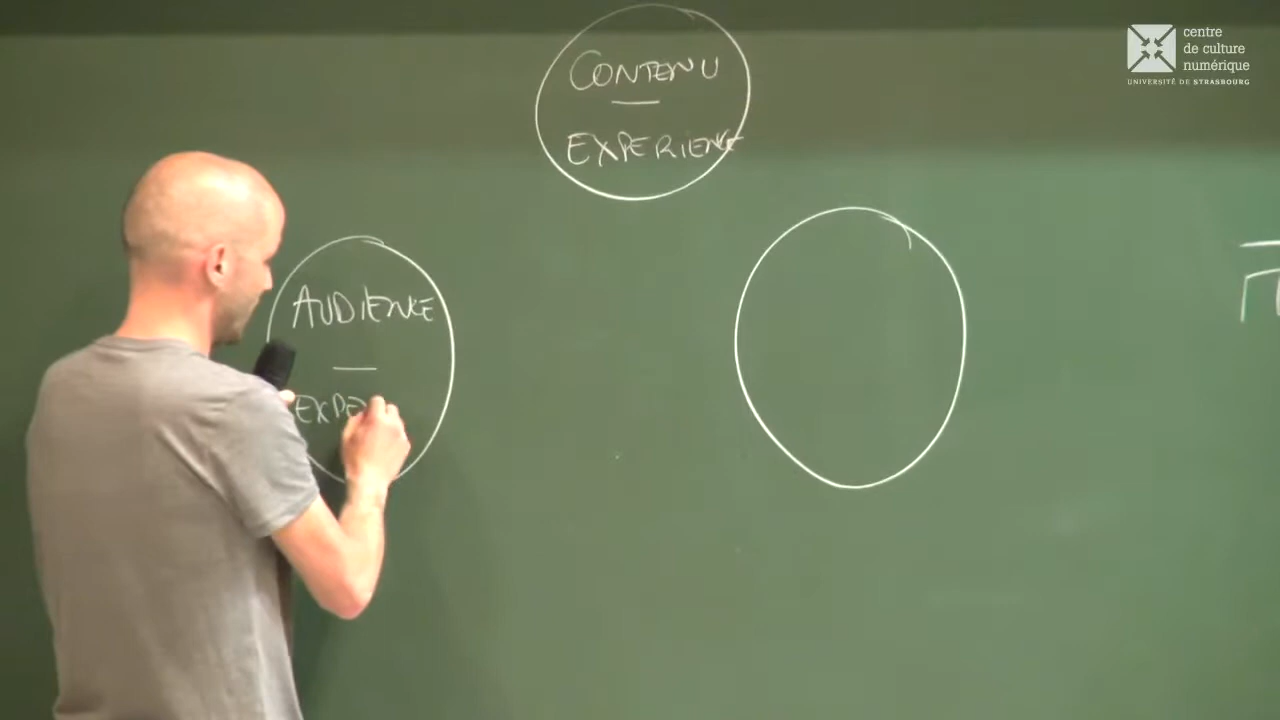 CONTENU
EXPERIENCE
AUDIENCE
EXPE
centre
de culture
numérique
UNIVERSITÉ DE STRASBOURG